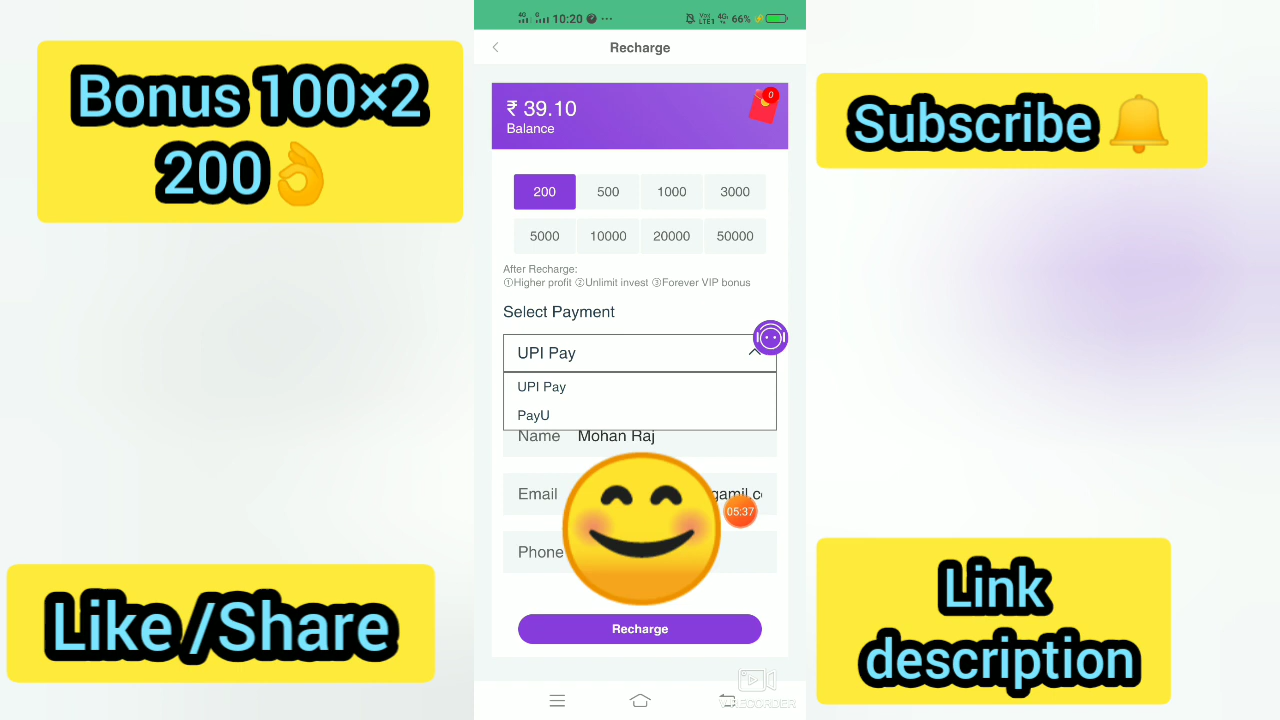 Bonus 100×2
200👌
Subscribe 🔔
Like/Share
Link
description
10:20
66%
Recharge
₹ 39.10
Balance
0
200 500 1000 3000
5000 10000 20000 50000
After Recharge:
①Higher profit ②Unlimit invest ③Forever VIP bonus
Select Payment
UPI Pay
UPI Pay
PayU
Name Mohan Raj
Email gamil.c
05:37
Phone
Recharge